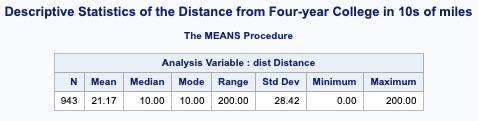 Descriptive Statistics of the Distance from Four-year College in 10s of miles
The MEANS Procedure
Analysis Variable : dist Distance
N Mean Median Mode Range Std Dev Minimum Maximum
943 21.17 10.00 10.00 200.00 28.42 0.00 200.00